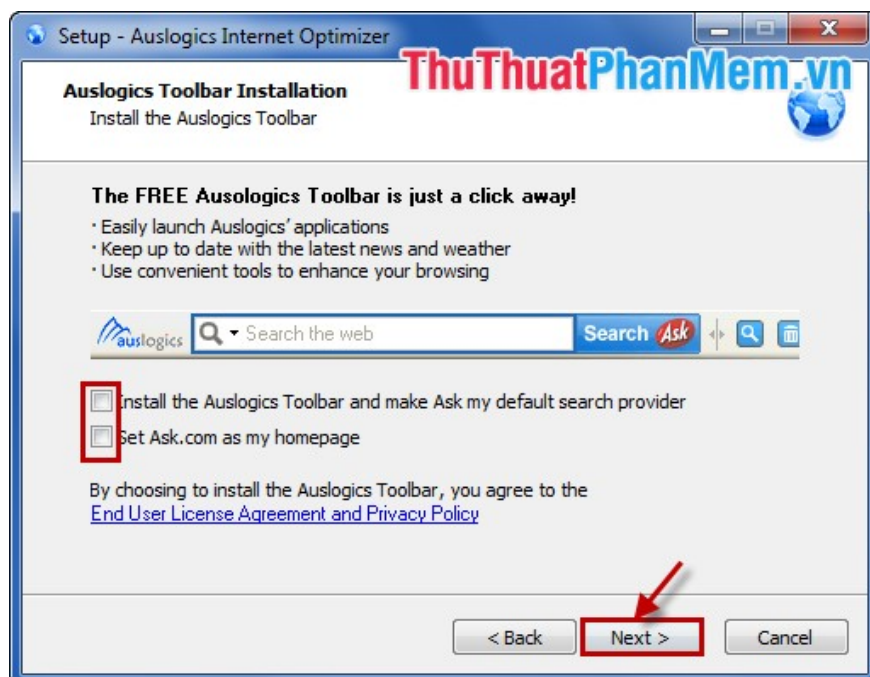 Setup - Auslogics Internet Optimizer
ThuThuatPhanMem.vn
Auslogics Toolbar Installation
Install the Auslogics Toolbar
The FREE Ausologics Toolbar is just a click away!
· Easily launch Auslogics' applications
· Keep up to date with the latest news and weather
· Use convenient tools to enhance your browsing
auslogics Search the web Search Ask
Install the Auslogics Toolbar and make Ask my default search provider
Set Ask.com as my homepage
By choosing to install the Auslogics Toolbar, you agree to the
End User License Agreement and Privacy Policy
< Back Next > Cancel